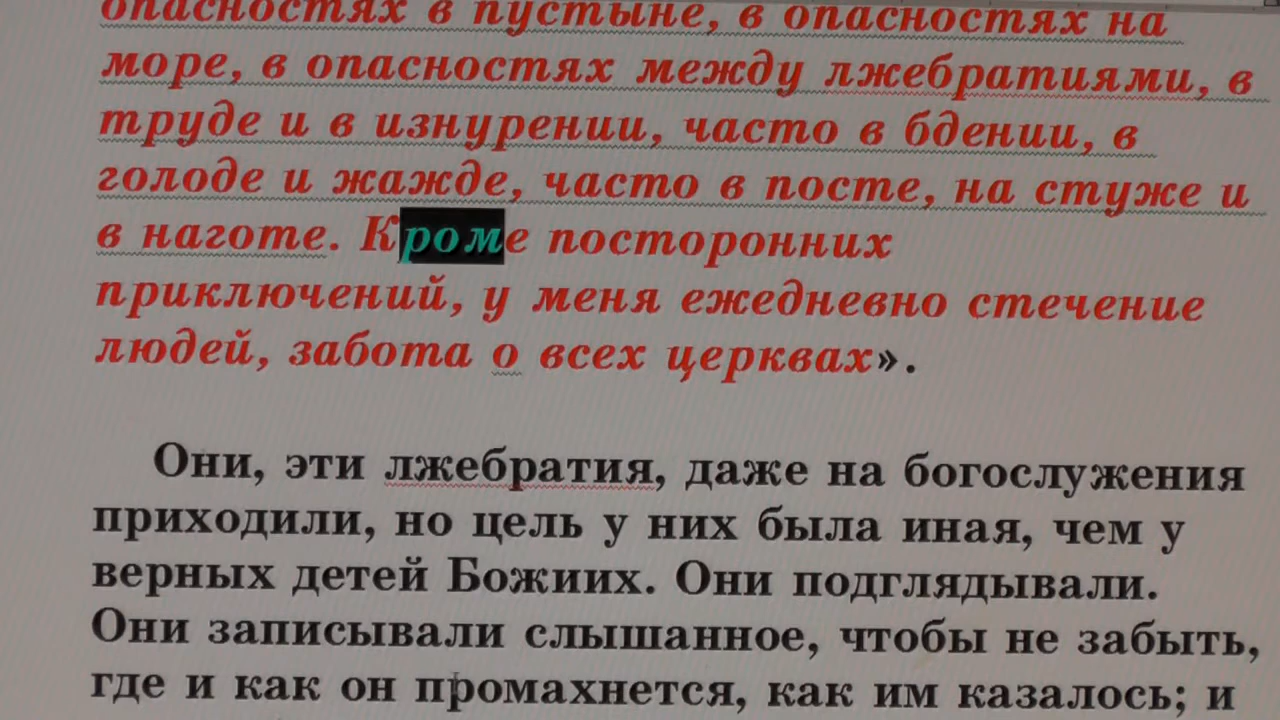 опасностях в пустыне, в опасностях на
море, в опасностях между лжебратиями, в
труде и в изнурении, часто в бдении, в
голоде и жажде, часто в посте, на стуже и
в наготе. Кроме посторонних
приключений, у меня ежедневно стечение
людей, забота о всех церквах».
Они, эти лжебратия, даже на богослужения
приходили, но цель у них была иная, чем у
верных детей Божиих. Они подглядывали.
Они записывали слышанное, чтобы не забыть,
где и как он промахнется, как им казалось; и